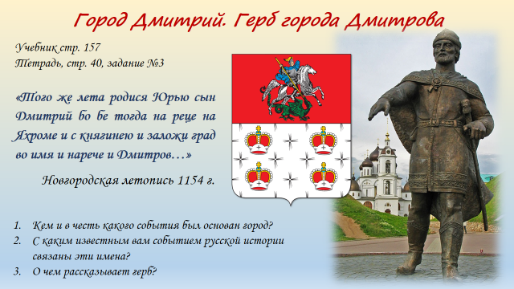 Город Дмитрий. Герб города Дмитрова
Учебник стр. 157
Тетрадь, стр. 40, задание №3
«Того же лета родися Юрью сын
Дмитрий бо бе тогда на реце на
Яхроме и с княгинею и заложи град
во имя и нарече и Дмитров…»
Новгородская летопись 1154 г.
1. Кем и в честь какого события был основан город?
2. С каким известным вам событием русской истории
связаны эти имена?
3. О чем рассказывает герб?